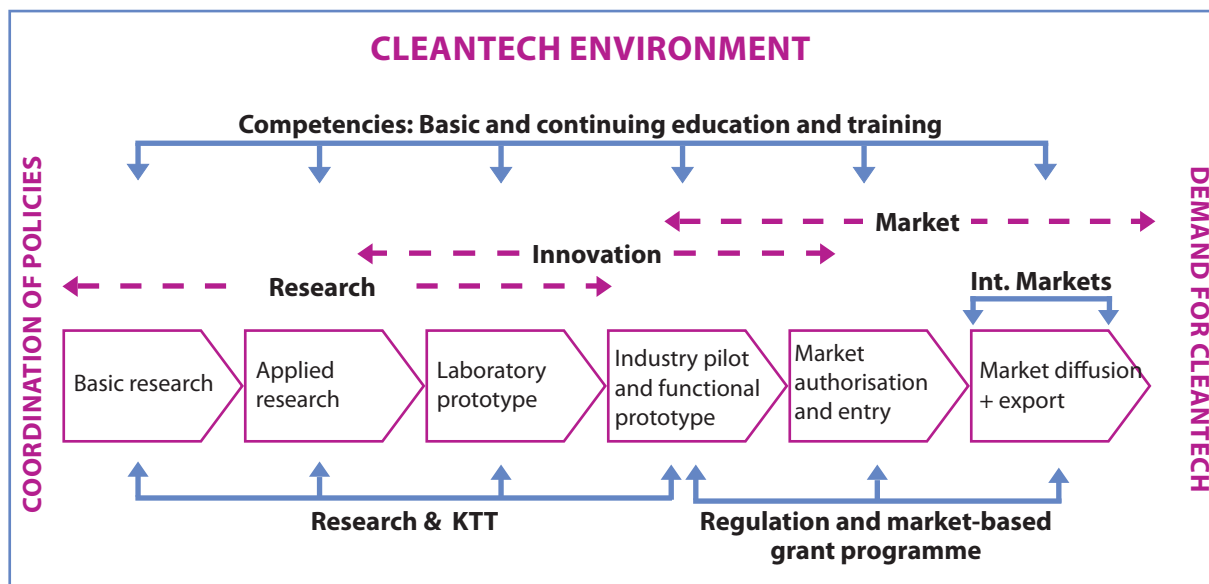 CLEANTECH ENVIRONMENT
Competencies: Basic and continuing education and training
COORDINATION OF POLICIES
DEMAND FOR CLEANTECH
Market
Innovation
Research
Int. Markets
Basic research
Applied
research
Laboratory
prototype
Industry pilot
and functional
prototype
Market
authorisation
and entry
Market diffusion
+ export
Research & KTT
Regulation and market-based
grant programme